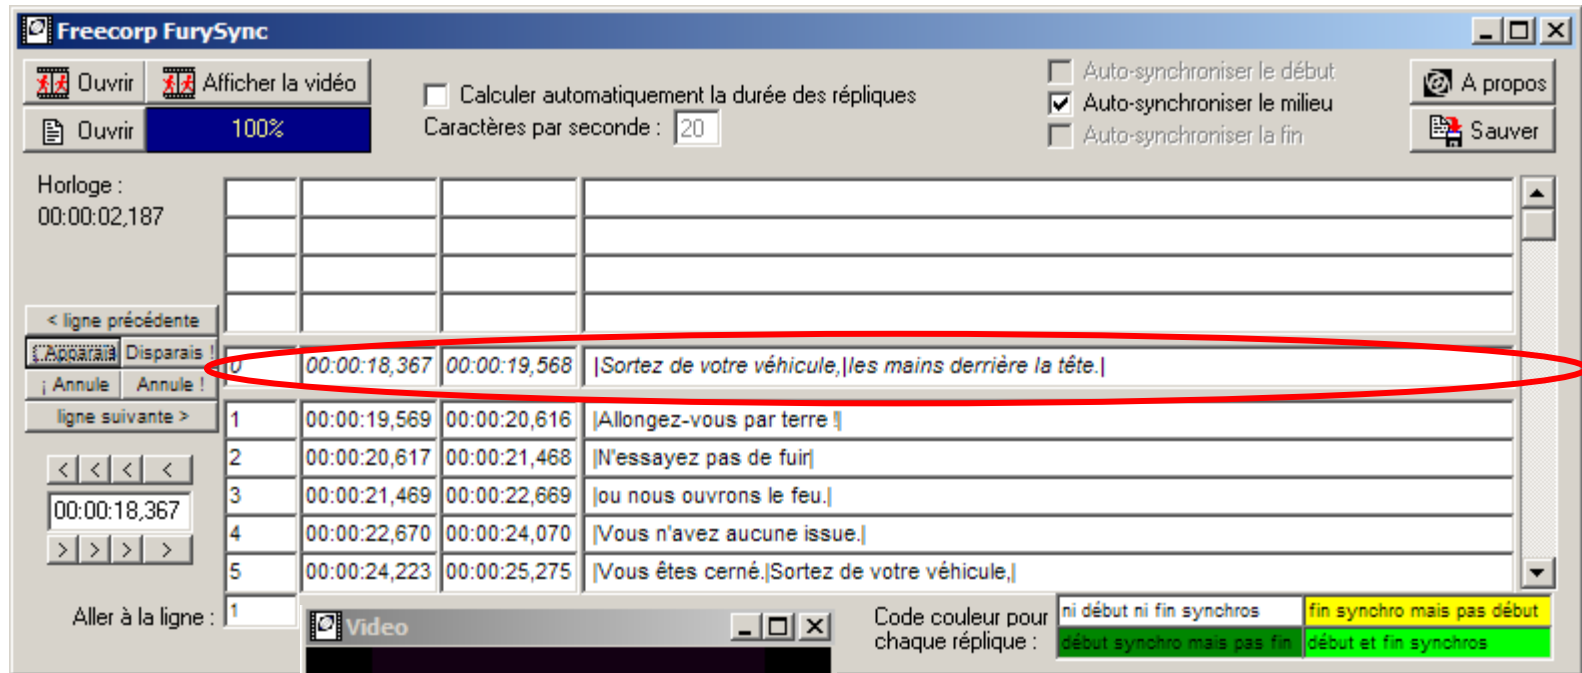 Freecorp FurySync
Ouvrir Afficher la vidéo
Ouvrir 100%
Calculer automatiquement la durée des répliques
Caractères par seconde : 20
Auto-synchroniser le début
Auto-synchroniser le milieu
Auto-synchroniser la fin
A propos
Sauver
Horloge :
00:00:02,187
< ligne précédente
¡ Apparais Disparais !
¡ Annule Annule !
ligne suivante >
< < < <
00:00:18,367
> > > >
Aller à la ligne : 1
0 00:00:18,367 00:00:19,568 |Sortez de votre véhicule,|les mains derrière la tête.|
1 00:00:19,569 00:00:20,616 |Allongez-vous par terre !|
2 00:00:20,617 00:00:21,468 |N'essayez pas de fuir|
3 00:00:21,469 00:00:22,669 |ou nous ouvrons le feu.|
4 00:00:22,670 00:00:24,070 |Vous n'avez aucune issue.|
5 00:00:24,223 00:00:25,275 |Vous êtes cerné.|Sortez de votre véhicule,|
Video
Code couleur pour
chaque réplique :
ni début ni fin synchros fin synchro mais pas début
début synchro mais pas fin début et fin synchros